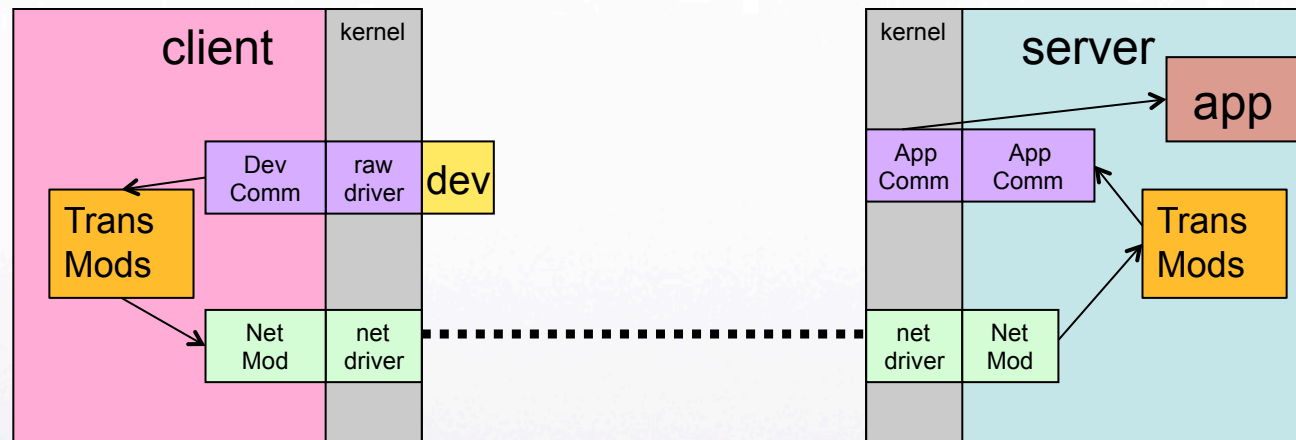 client
kernel
kernel
server
app
Dev
Comm
raw
driver
dev
App
Comm
App
Comm
Trans
Mods
Trans
Mods
Net
Mod
net
driver
net
driver
Net
Mod